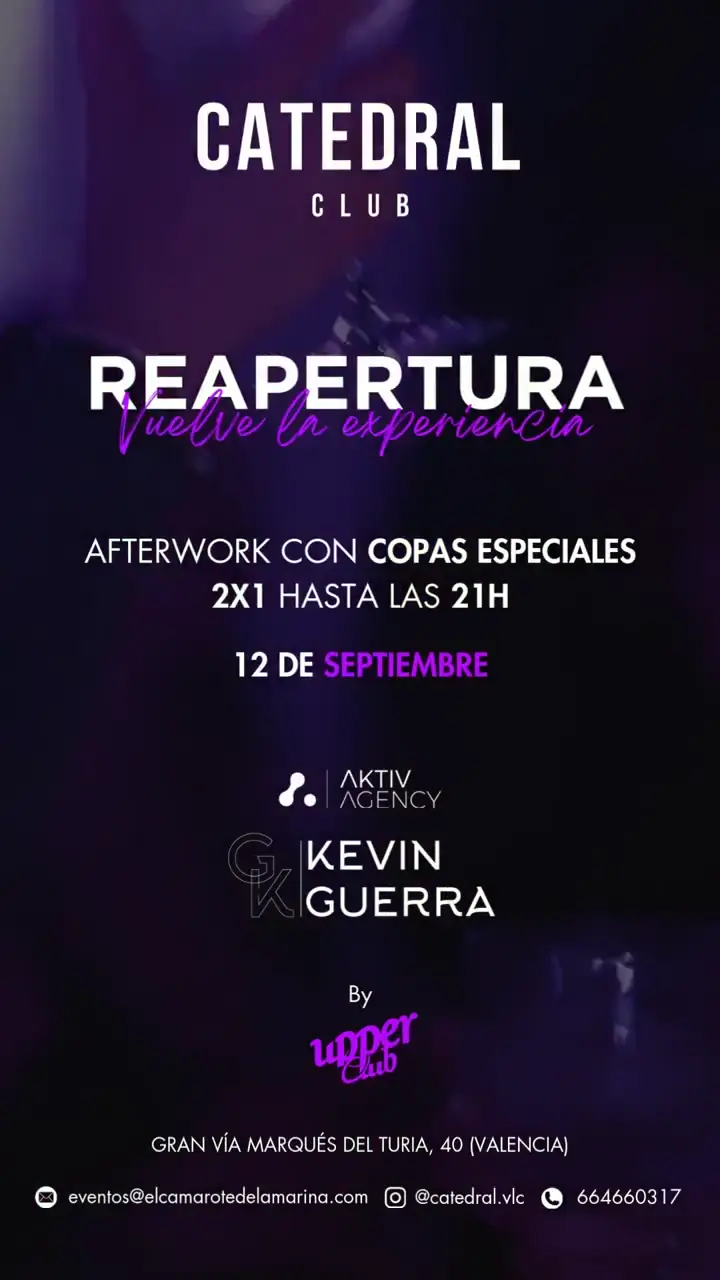 CATEDRAL
CLUB
REAPERTURA
Vuelve la experiencia
AFTERWORK CON COPAS ESPECIALES
2X1 HASTA LAS 21H
12 DE SEPTIEMBRE
AKTIV
AGENCY
GK
KEVIN
GUERRA
By
upper
Club
GRAN VÍA MARQUÉS DEL TURIA, 40 (VALENCIA)
eventos@elcamarotedelamarina.com @catedral.vlc 664660317